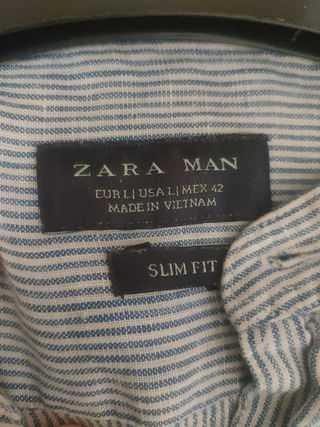 ZARA MAN
EUR L| USA L| MEX 42
MADE IN VIETNAM
SLIM FIT